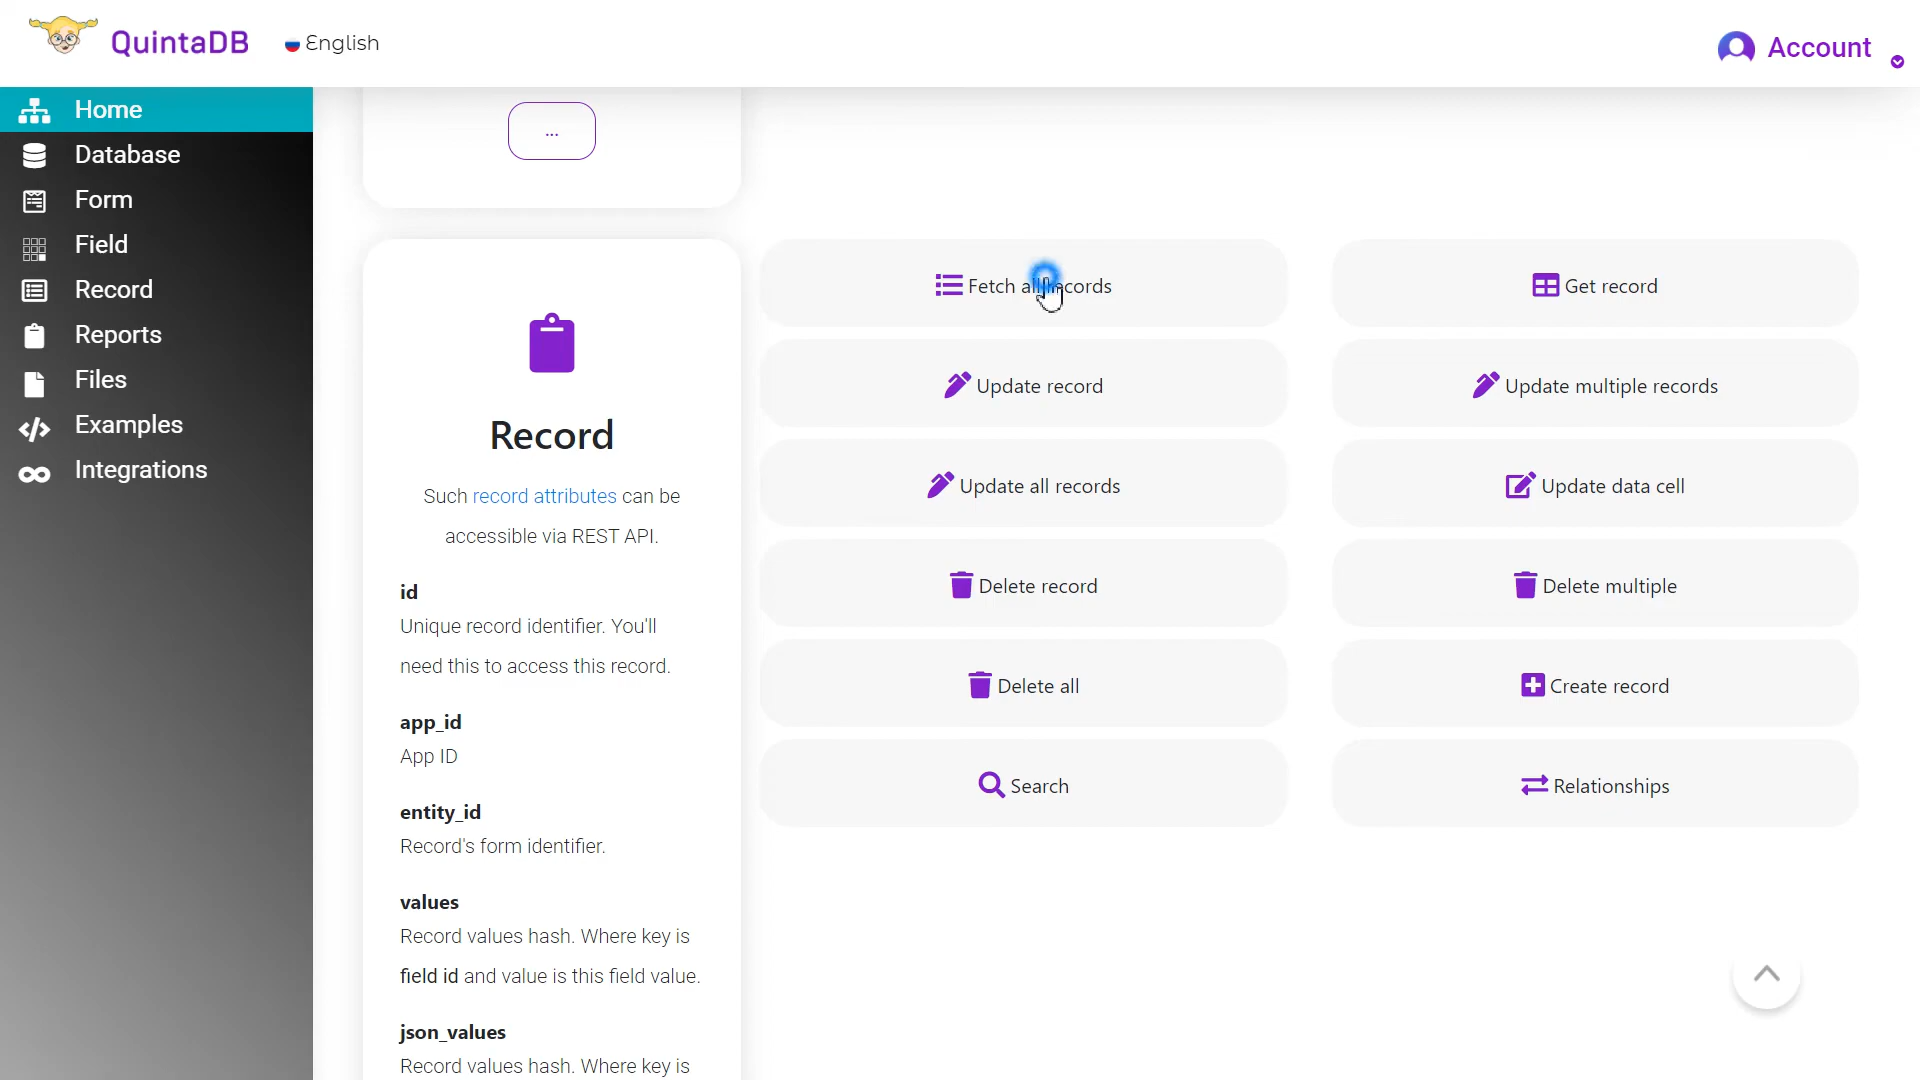 QuintaDB
English
Account
Home
Database
Form
Field
Record
Reports
Files
Examples
Integrations
...
Record
Such record attributes can be
accessible via REST API.
id
Unique record identifier. You'll
need this to access this record.
app_id
App ID
entity_id
Record's form identifier.
values
Record values hash. Where key is
field id and value is this field value.
json_values
Record values hash. Where key is
Fetch all records
Get record
Update record
Update multiple records
Update all records
Update data cell
Delete record
Delete multiple
Delete all
Create record
Search
Relationships